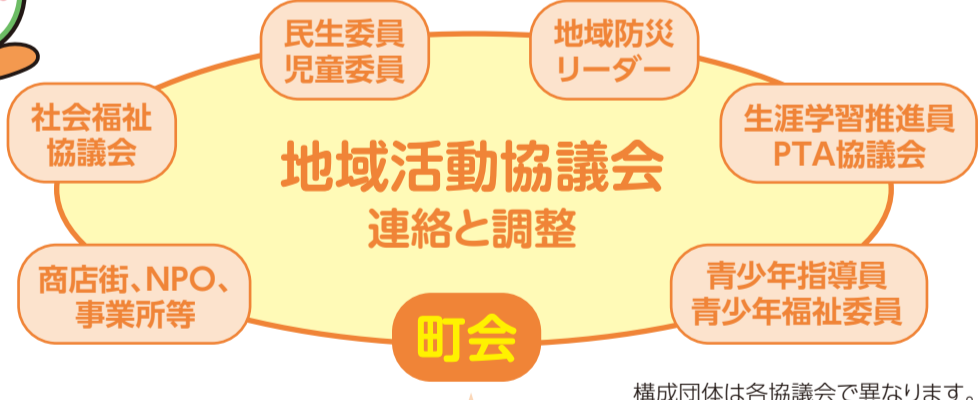 民生委員
児童委員
地域防災
リーダー
社会福祉
協議会
生涯学習推進員
PTA協議会
地域活動協議会
連絡と調整
商店街、NPO、
事業所等
青少年指導員
青少年福祉委員
町会
構成団体は各協議会で異なります。